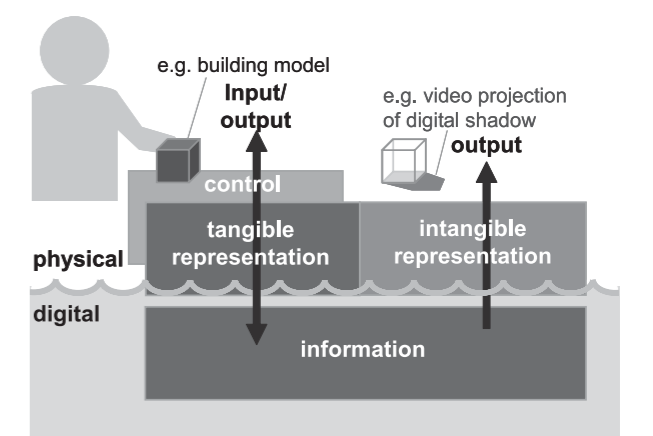 e.g. building model
Input/
output
e.g. video projection
of digital shadow
output
control
tangible
representation
intangible
representation
physical
digital
information